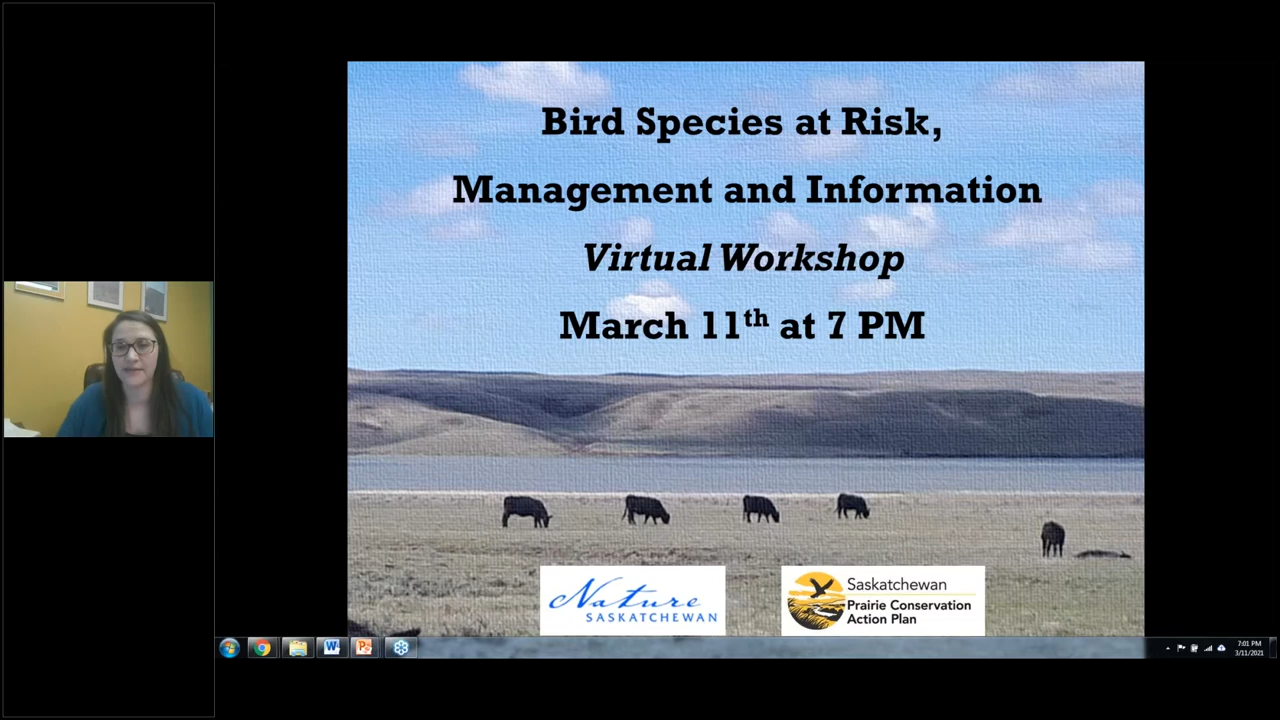 Bird Species at Risk,
Management and Information
Virtual Workshop
March 11th at 7 PM
Nature
SASKATCHEWAN
Saskatchewan
Prairie Conservation
Action Plan
7:01 PM
3/11/2021